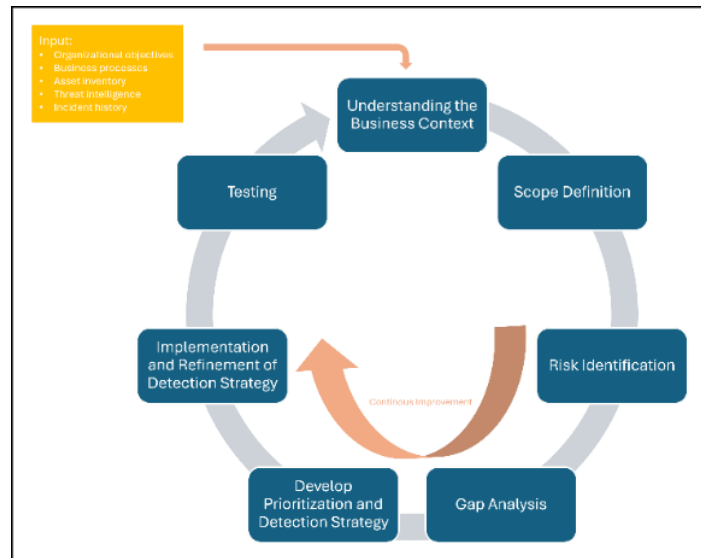 Input:
• Organizational objectives
• Business processes
• Asset inventory
• Threat intelligence
• Incident history
Understanding the
Business Context
Testing
Scope Definition
Implementation
and Refinement of
Detection Strategy
Risk Identification
Continous Improvement
Develop
Prioritization and
Detection Strategy
Gap Analysis